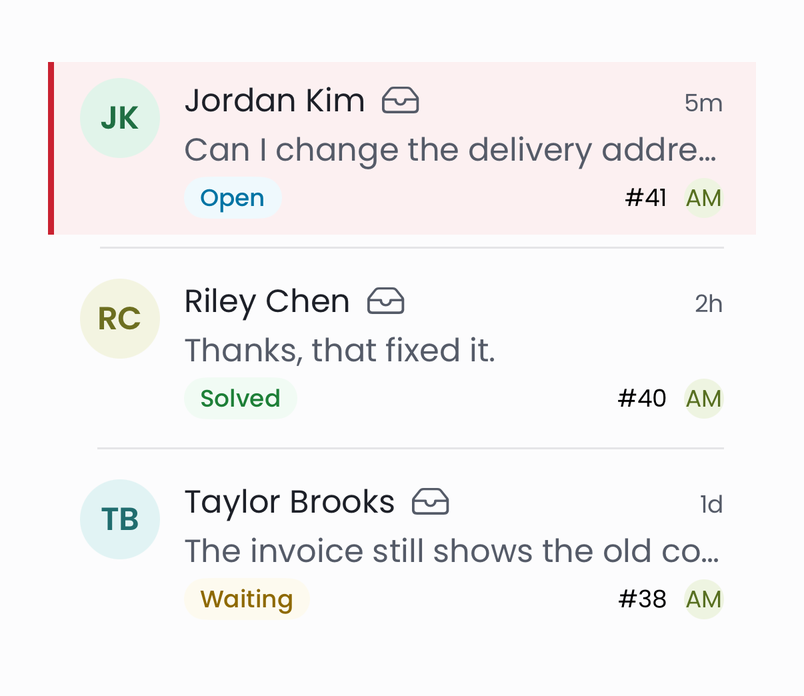 JK Jordan Kim 5m
Can I change the delivery addre...
Open #41 AM
RC Riley Chen 2h
Thanks, that fixed it.
Solved #40 AM
TB Taylor Brooks 1d
The invoice still shows the old co...
Waiting #38 AM